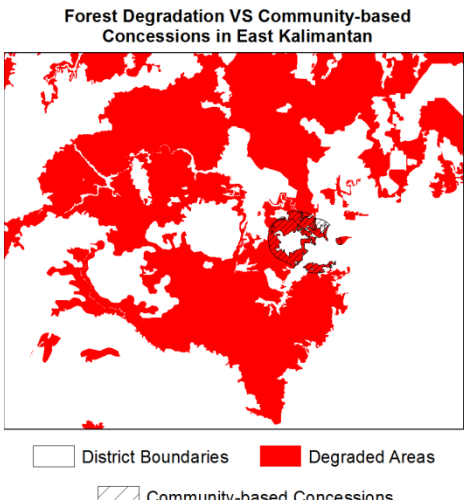 Forest Degradation VS Community-based
Concessions in East Kalimantan
District Boundaries
Degraded Areas
Community-based Concessions